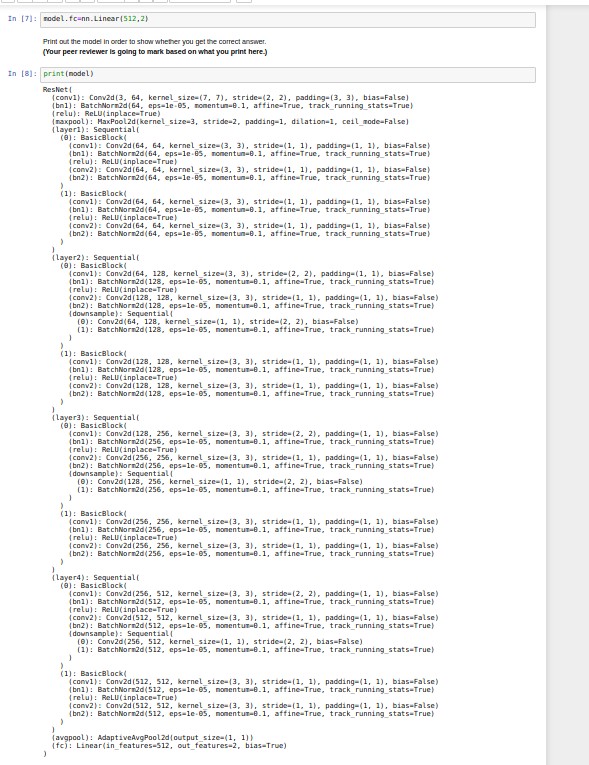 In [7]: model.fc=nn.Linear(512,2)
Print out the model in order to show whether you get the correct answer.
(Your peer reviewer is going to mark based on what you print here.)
In [8]: print(model)
ResNet(
  (conv1): Conv2d(3, 64, kernel_size=(7, 7), stride=(2, 2), padding=(3, 3), bias=False)
  (bn1): BatchNorm2d(64, eps=1e-05, momentum=0.1, affine=True, track_running_stats=True)
  (relu): ReLU(inplace=True)
  (maxpool): MaxPool2d(kernel_size=3, stride=2, padding=1, dilation=1, ceil_mode=False)
  (layer1): Sequential(
    (0): BasicBlock(
      (conv1): Conv2d(64, 64, kernel_size=(3, 3), stride=(1, 1), padding=(1, 1), bias=False)
      (bn1): BatchNorm2d(64, eps=1e-05, momentum=0.1, affine=True, track_running_stats=True)
      (relu): ReLU(inplace=True)
      (conv2): Conv2d(64, 64, kernel_size=(3, 3), stride=(1, 1), padding=(1, 1), bias=False)
      (bn2): BatchNorm2d(64, eps=1e-05, momentum=0.1, affine=True, track_running_stats=True)
    )
    (1): BasicBlock(
      (conv1): Conv2d(64, 64, kernel_size=(3, 3), stride=(1, 1), padding=(1, 1), bias=False)
      (bn1): BatchNorm2d(64, eps=1e-05, momentum=0.1, affine=True, track_running_stats=True)
      (relu): ReLU(inplace=True)
      (conv2): Conv2d(64, 64, kernel_size=(3, 3), stride=(1, 1), padding=(1, 1), bias=False)
      (bn2): BatchNorm2d(64, eps=1e-05, momentum=0.1, affine=True, track_running_stats=True)
    )
  )
  (layer2): Sequential(
    (0): BasicBlock(
      (conv1): Conv2d(64, 128, kernel_size=(3, 3), stride=(2, 2), padding=(1, 1), bias=False)
      (bn1): BatchNorm2d(128, eps=1e-05, momentum=0.1, affine=True, track_running_stats=True)
      (relu): ReLU(inplace=True)
      (conv2): Conv2d(128, 128, kernel_size=(3, 3), stride=(1, 1), padding=(1, 1), bias=False)
      (bn2): BatchNorm2d(128, eps=1e-05, momentum=0.1, affine=True, track_running_stats=True)
      (downsample): Sequential(
        (0): Conv2d(64, 128, kernel_size=(1, 1), stride=(2, 2), bias=False)
        (1): BatchNorm2d(128, eps=1e-05, momentum=0.1, affine=True, track_running_stats=True)
      )
    )
    (1): BasicBlock(
      (conv1): Conv2d(128, 128, kernel_size=(3, 3), stride=(1, 1), padding=(1, 1), bias=False)
      (bn1): BatchNorm2d(128, eps=1e-05, momentum=0.1, affine=True, track_running_stats=True)
      (relu): ReLU(inplace=True)
      (conv2): Conv2d(128, 128, kernel_size=(3, 3), stride=(1, 1), padding=(1, 1), bias=False)
      (bn2): BatchNorm2d(128, eps=1e-05, momentum=0.1, affine=True, track_running_stats=True)
    )
  )
  (layer3): Sequential(
    (0): BasicBlock(
      (conv1): Conv2d(128, 256, kernel_size=(3, 3), stride=(2, 2), padding=(1, 1), bias=False)
      (bn1): BatchNorm2d(256, eps=1e-05, momentum=0.1, affine=True, track_running_stats=True)
      (relu): ReLU(inplace=True)
      (conv2): Conv2d(256, 256, kernel_size=(3, 3), stride=(1, 1), padding=(1, 1), bias=False)
      (bn2): BatchNorm2d(256, eps=1e-05, momentum=0.1, affine=True, track_running_stats=True)
      (downsample): Sequential(
        (0): Conv2d(128, 256, kernel_size=(1, 1), stride=(2, 2), bias=False)
        (1): BatchNorm2d(256, eps=1e-05, momentum=0.1, affine=True, track_running_stats=True)
      )
    )
    (1): BasicBlock(
      (conv1): Conv2d(256, 256, kernel_size=(3, 3), stride=(1, 1), padding=(1, 1), bias=False)
      (bn1): BatchNorm2d(256, eps=1e-05, momentum=0.1, affine=True, track_running_stats=True)
      (relu): ReLU(inplace=True)
      (conv2): Conv2d(256, 256, kernel_size=(3, 3), stride=(1, 1), padding=(1, 1), bias=False)
      (bn2): BatchNorm2d(256, eps=1e-05, momentum=0.1, affine=True, track_running_stats=True)
    )
  )
  (layer4): Sequential(
    (0): BasicBlock(
      (conv1): Conv2d(256, 512, kernel_size=(3, 3), stride=(2, 2), padding=(1, 1), bias=False)
      (bn1): BatchNorm2d(512, eps=1e-05, momentum=0.1, affine=True, track_running_stats=True)
      (relu): ReLU(inplace=True)
      (conv2): Conv2d(512, 512, kernel_size=(3, 3), stride=(1, 1), padding=(1, 1), bias=False)
      (bn2): BatchNorm2d(512, eps=1e-05, momentum=0.1, affine=True, track_running_stats=True)
      (downsample): Sequential(
        (0): Conv2d(256, 512, kernel_size=(1, 1), stride=(2, 2), bias=False)
        (1): BatchNorm2d(512, eps=1e-05, momentum=0.1, affine=True, track_running_stats=True)
      )
    )
    (1): BasicBlock(
      (conv1): Conv2d(512, 512, kernel_size=(3, 3), stride=(1, 1), padding=(1, 1), bias=False)
      (bn1): BatchNorm2d(512, eps=1e-05, momentum=0.1, affine=True, track_running_stats=True)
      (relu): ReLU(inplace=True)
      (conv2): Conv2d(512, 512, kernel_size=(3, 3), stride=(1, 1), padding=(1, 1), bias=False)
      (bn2): BatchNorm2d(512, eps=1e-05, momentum=0.1, affine=True, track_running_stats=True)
    )
  )
  (avgpool): AdaptiveAvgPool2d(output_size=(1, 1))
  (fc): Linear(in_features=512, out_features=2, bias=True)
)